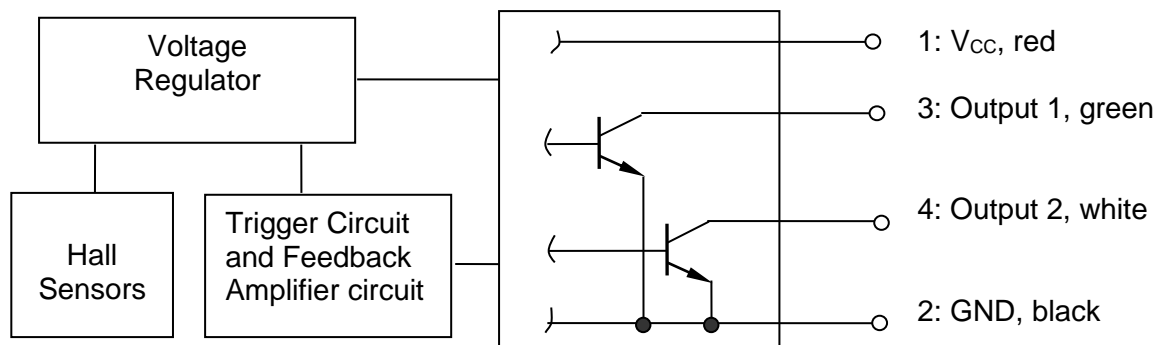 Voltage
Regulator
Hall
Sensors
Trigger Circuit
and Feedback
Amplifier circuit
1: VCC, red
3: Output 1, green
4: Output 2, white
2: GND, black